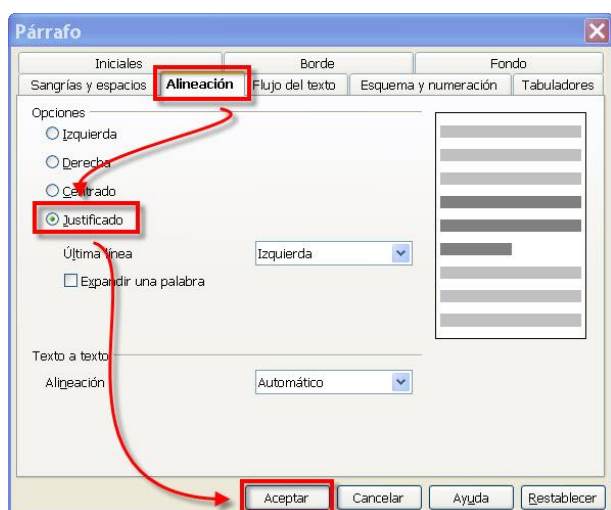 Párrafo
Iniciales Borde Fondo
Sangrías y espacios Alineación Flujo del texto Esquema y numeración Tabuladores
Opciones
Izquierda
Derecha
Centrado
Justificado
Última línea Izquierda
Expandir una palabra
Texto a texto
Alineación Automático
Aceptar Cancelar Ayuda Restablecer